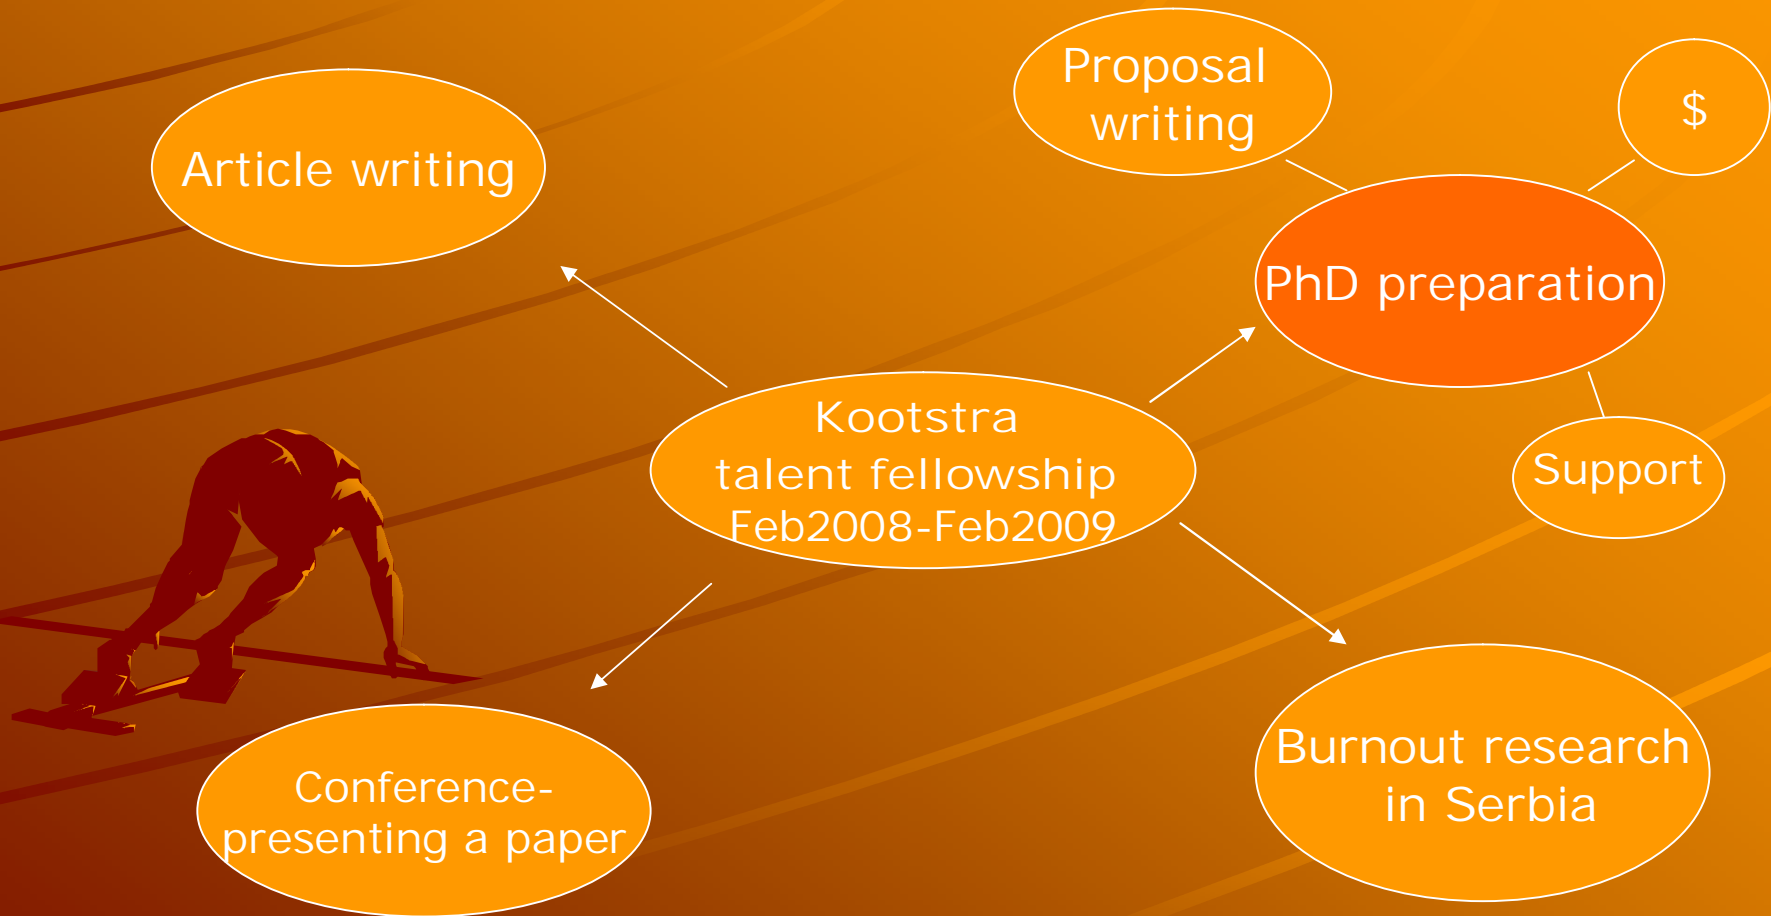 Article writing
Proposal
writing
$
PhD preparation
Kootstra
talent fellowship
Feb2008-Feb2009
Support
Conference-
presenting a paper
Burnout research
in Serbia